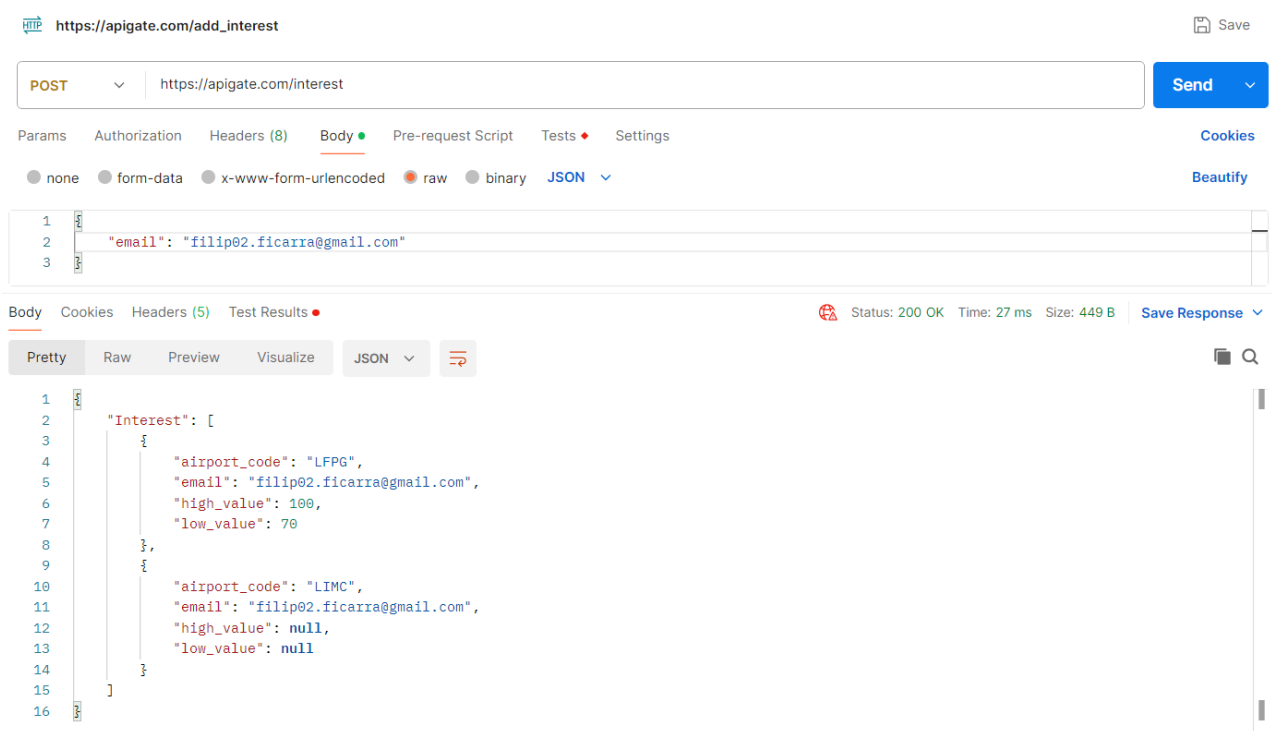 HTTP https://apigate.com/add_interest Save
POST https://apigate.com/interest Send
Params Authorization Headers (8) Body Pre-request Script Tests Settings Cookies
none form-data x-www-form-urlencoded raw binary JSON Beautify
1 {
2 "email": "filip02.ficarra@gmail.com"
3 }
Body Cookies Headers (5) Test Results Status: 200 OK Time: 27 ms Size: 449 B Save Response
Pretty Raw Preview Visualize JSON
1 {
2 "Interest": [
3 {
4 "airport_code": "LFPG",
5 "email": "filip02.ficarra@gmail.com",
6 "high_value": 100,
7 "low_value": 70
8 },
9 {
10 "airport_code": "LIMC",
11 "email": "filip02.ficarra@gmail.com",
12 "high_value": null,
13 "low_value": null
14 }
15 ]
16 }